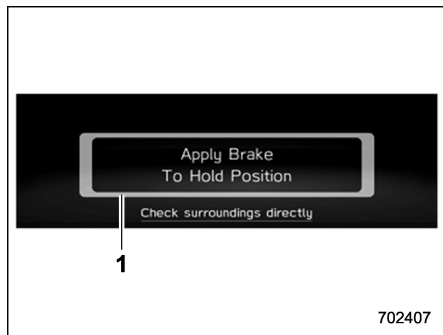 Apply Brake
To Hold Position
Check surroundings directly
1
702407